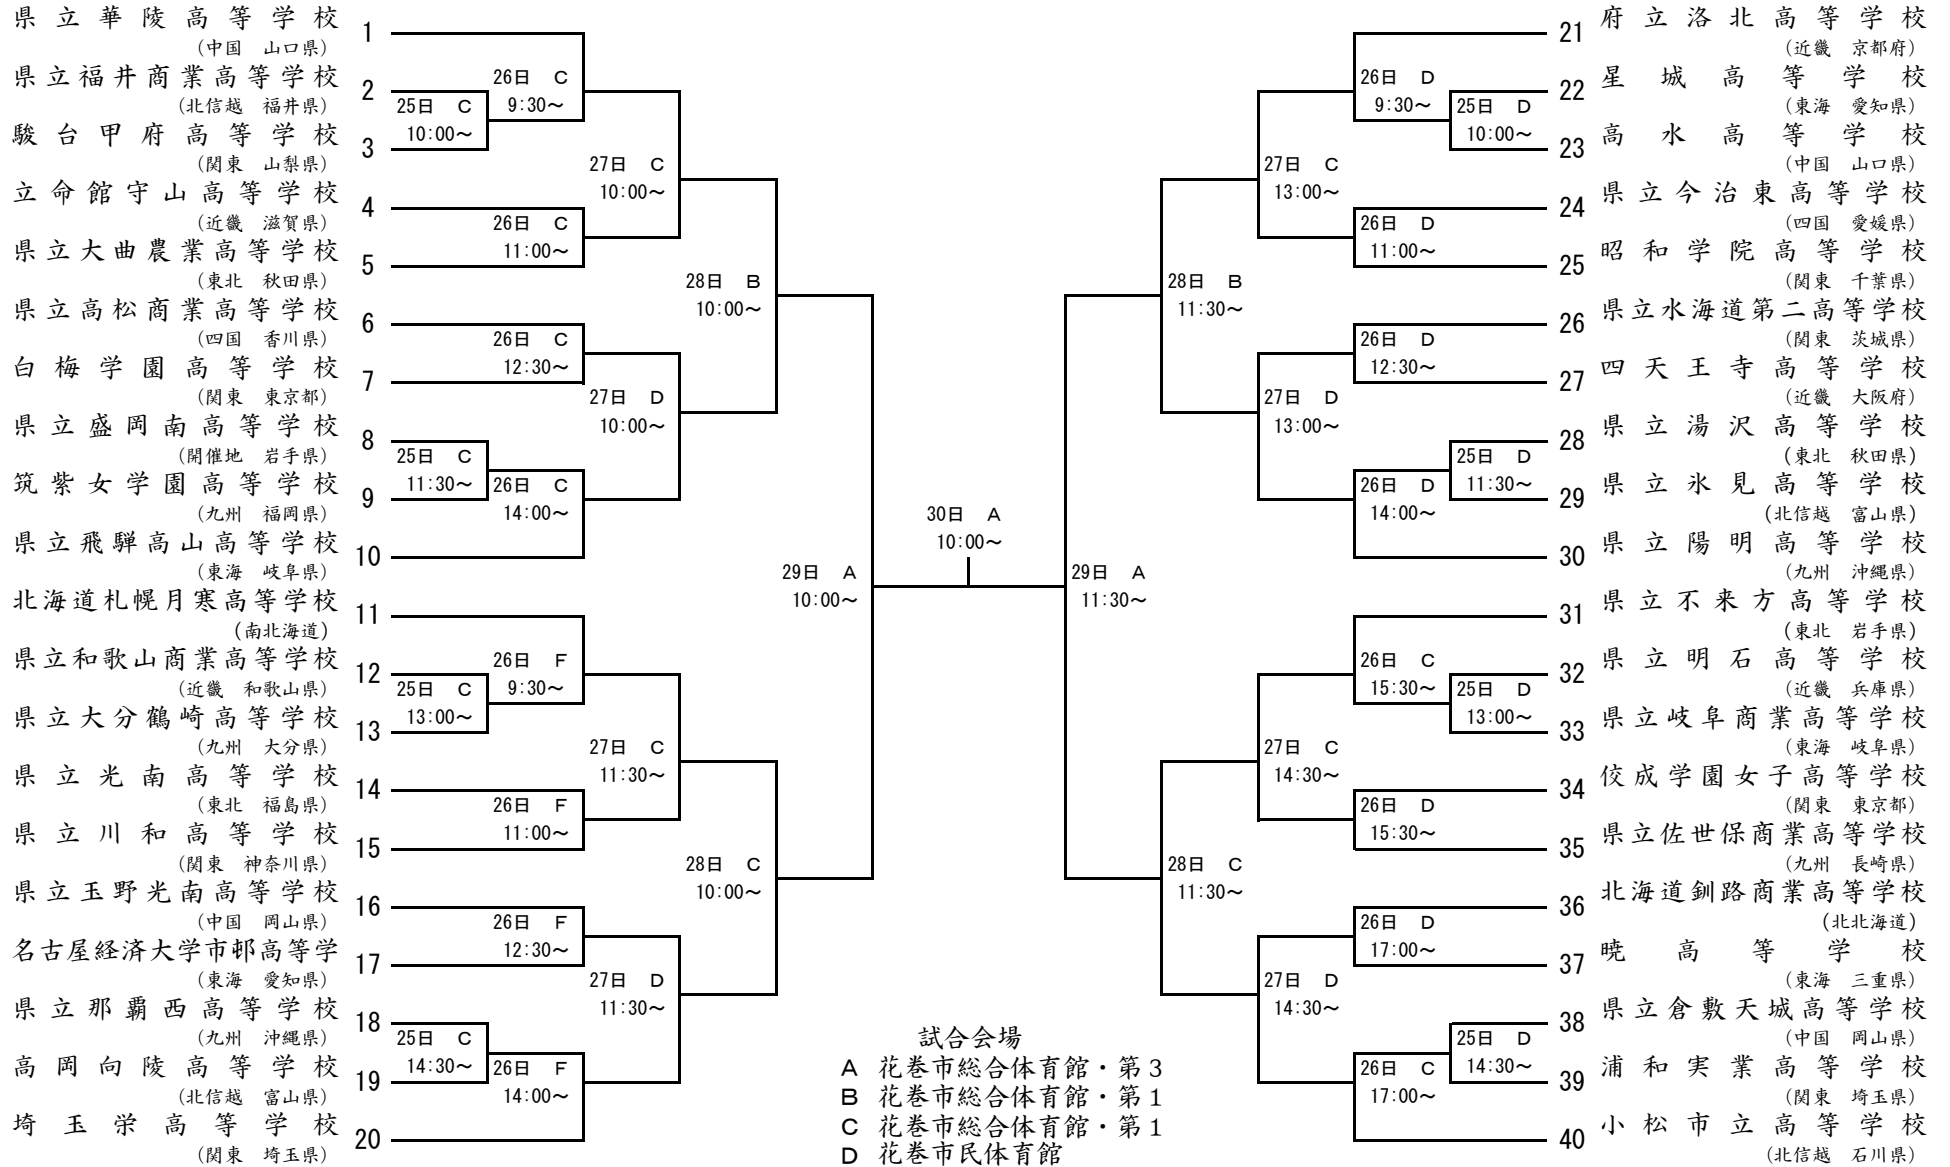 県立華陵高等学校
(中国 山口県)
1
県立福井商業高等学校
(北信越 福井県)
2
駿台甲府高等学校
(関東 山梨県)
3
立命館守山高等学校
(近畿 滋賀県)
4
県立大曲農業高等学校
(東北 秋田県)
5
県立高松商業高等学校
(四国 香川県)
6
白梅学園高等学校
(関東 東京都)
7
県立盛岡南高等学校
(開催地 岩手県)
8
筑紫女学園高等学校
(九州 福岡県)
9
県立飛騨高山高等学校
(東海 岐阜県)
10
北海道札幌月寒高等学校
(南北海道)
11
県立和歌山商業高等学校
(近畿 和歌山県)
12
県立大分鶴崎高等学校
(九州 大分県)
13
県立光南高等学校
(東北 福島県)
14
県立川和高等学校
(関東 神奈川県)
15
県立玉野光南高等学校
(中国 岡山県)
16
名古屋経済大学市邨高等学
(東海 愛知県)
17
県立那覇西高等学校
(九州 沖縄県)
18
高岡向陵高等学校
(北信越 富山県)
19
埼玉栄高等学校
(関東 埼玉県)
20
25日 C
10:00~
25日 C
11:30~
25日 C
13:00~
25日 C
14:30~
26日 C
9:30~
26日 C
11:00~
26日 C
12:30~
26日 C
14:00~
26日 F
9:30~
26日 F
11:00~
26日 F
12:30~
26日 F
14:00~
27日 C
10:00~
27日 D
10:00~
27日 C
11:30~
27日 D
11:30~
28日 B
10:00~
28日 C
10:00~
29日 A
10:00~
30日 A
10:00~
29日 A
11:30~
28日 B
11:30~
28日 C
11:30~
27日 C
13:00~
27日 D
13:00~
27日 C
14:30~
27日 D
14:30~
26日 D
9:30~
26日 D
11:00~
26日 D
12:30~
26日 D
14:00~
26日 C
15:30~
26日 D
15:30~
26日 D
17:00~
26日 C
17:00~
25日 D
10:00~
25日 D
11:30~
25日 D
13:00~
25日 D
14:30~
21
府立洛北高等学校
(近畿 京都府)
22
星城高等学校
(東海 愛知県)
23
高水高等学校
(中国 山口県)
24
県立今治東高等学校
(四国 愛媛県)
25
昭和学院高等学校
(関東 千葉県)
26
県立水海道第二高等学校
(関東 茨城県)
27
四天王寺高等学校
(近畿 大阪府)
28
県立湯沢高等学校
(東北 秋田県)
29
県立氷見高等学校
(北信越 富山県)
30
県立陽明高等学校
(九州 沖縄県)
31
県立不来方高等学校
(東北 岩手県)
32
県立明石高等学校
(近畿 兵庫県)
33
県立岐阜商業高等学校
(東海 岐阜県)
34
佼成学園女子高等学校
(関東 東京都)
35
県立佐世保商業高等学校
(九州 長崎県)
36
北海道釧路商業高等学校
(北北海道)
37
暁高等学校
(東海 三重県)
38
県立倉敷天城高等学校
(中国 岡山県)
39
浦和実業高等学校
(関東 埼玉県)
40
小松市立高等学校
(北信越 石川県)
試合会場
A 花巻市総合体育館・第3
B 花巻市総合体育館・第1
C 花巻市総合体育館・第1
D 花巻市民体育館